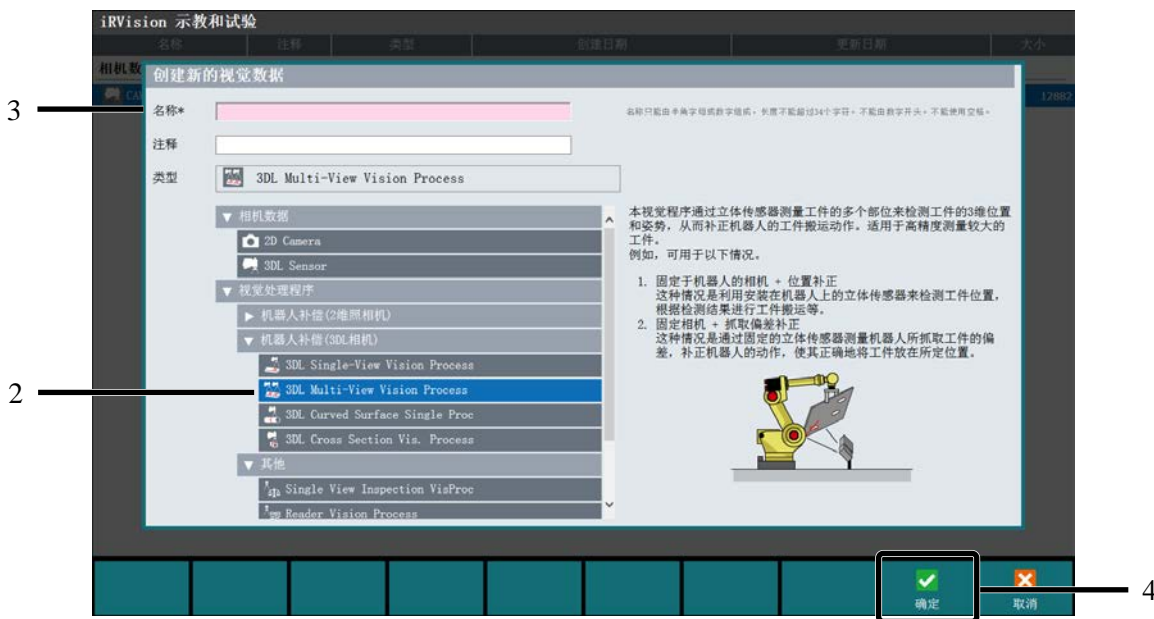 iRVision 示教和试验
名称 注释 类型 创建日期 更新日期 大小
相机数
创建新的视觉数据
CA
12882
3
名称*
名称只能由半角字母或数字组成。长度不能超过34个字符。不能由数字开头。不能使用空格。
注释
类型
3DL Multi-View Vision Process
▼ 相机数据
2D Camera
3DL Sensor
▼ 视觉处理程序
▶ 机器人补偿(2维照相机)
▼ 机器人补偿(3DL相机)
3DL Single-View Vision Process
2
3DL Multi-View Vision Process
3DL Curved Surface Single Proc
3DL Cross Section Vis. Process
▼ 其他
Single View Inspection VisProc
Reader Vision Process
本视觉程序通过立体传感器测量工件的多个部位来检测工件的3维位置
和姿势，从而补正机器人的工件搬运动作。适用于高精度测量较大的
工件。
例如，可用于以下情况。
1. 固定于机器人的相机 + 位置补正
这种情况是利用安装在机器人上的立体传感器来检测工件位置，
根据检测结果进行工件搬运等。
2. 固定相机 + 抓取偏差补正
这种情况是通过固定的立体传感器测量机器人所抓取工件的偏
差，补正机器人的动作，使其正确地将工件放在所定位置。
确定
取消
4